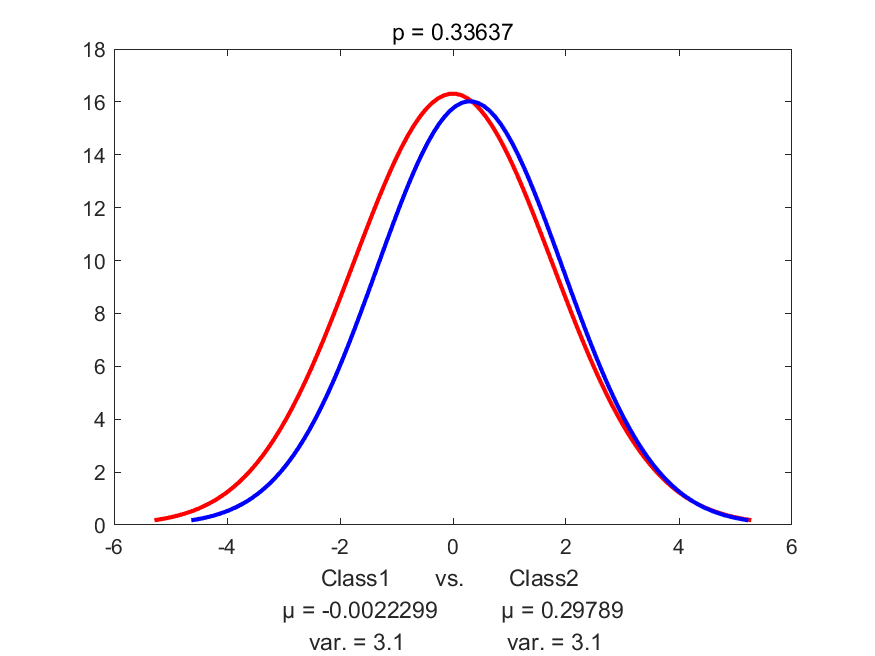 p = 0.33637
18
16
14
12
10
8
6
4
2
0
-6 -4 -2 0 2 4 6
Class1 vs. Class2
μ = -0.0022299 μ = 0.29789
var. = 3.1 var. = 3.1